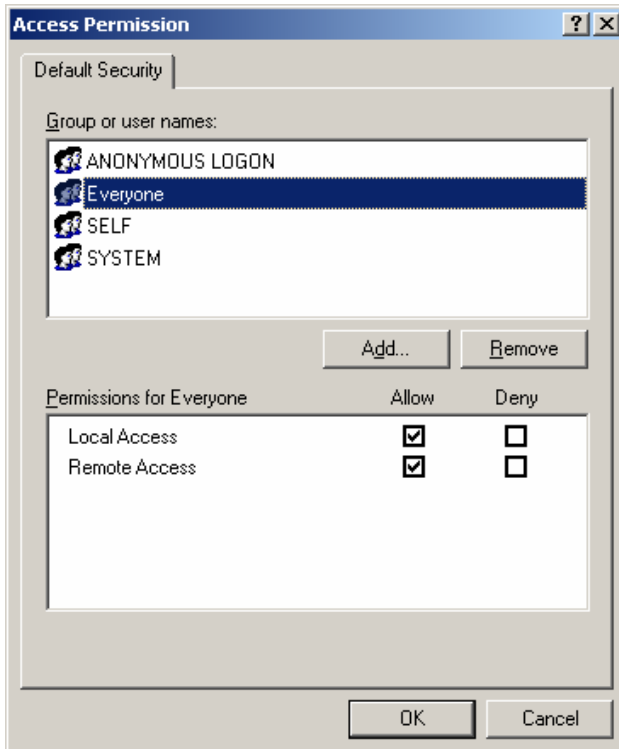 Access Permission
Default Security
Group or user names:
ANONYMOUS LOGON
Everyone
SELF
SYSTEM
Add... Remove
Permissions for Everyone Allow Deny
Local Access
Remote Access
OK Cancel